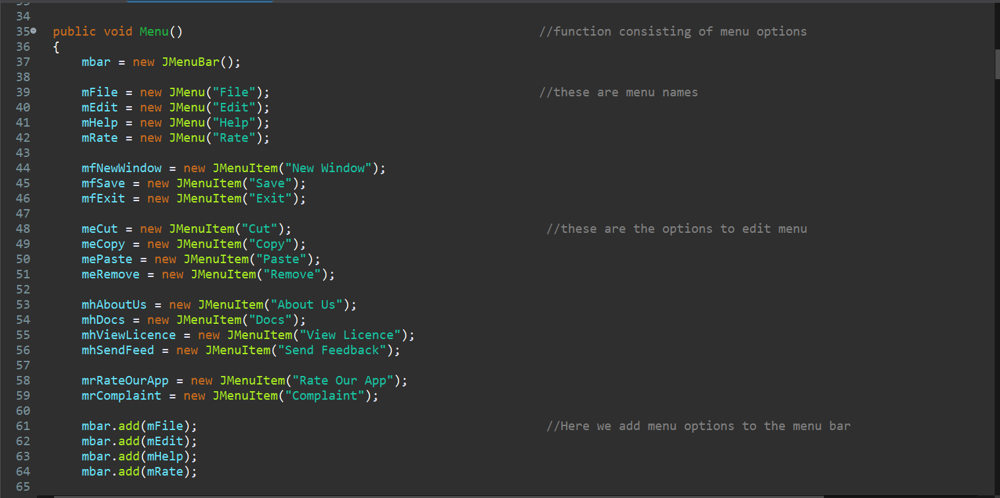 34
35 public void Menu() //function consisting of menu options
36 {
37 mbar = new JMenuBar();
38
39 mFile = new JMenu("File"); //these are menu names
40 mEdit = new JMenu("Edit");
41 mHelp = new JMenu("Help");
42 mRate = new JMenu("Rate");
43
44 mfNewWindow = new JMenuItem("New Window");
45 mfSave = new JMenuItem("Save");
46 mfExit = new JMenuItem("Exit");
47
48 meCut = new JMenuItem("Cut"); //these are the options to edit menu
49 meCopy = new JMenuItem("Copy");
50 mePaste = new JMenuItem("Paste");
51 meRemove = new JMenuItem("Remove");
52
53 mhAboutUs = new JMenuItem("About Us");
54 mhDocs = new JMenuItem("Docs");
55 mhViewLicence = new JMenuItem("View Licence");
56 mhSendFeed = new JMenuItem("Send Feedback");
57
58 mrRateOurApp = new JMenuItem("Rate Our App");
59 mrComplaint = new JMenuItem("Complaint");
60
61 mbar.add(mFile); //Here we add menu options to the menu bar
62 mbar.add(mEdit);
63 mbar.add(mHelp);
64 mbar.add(mRate);
65